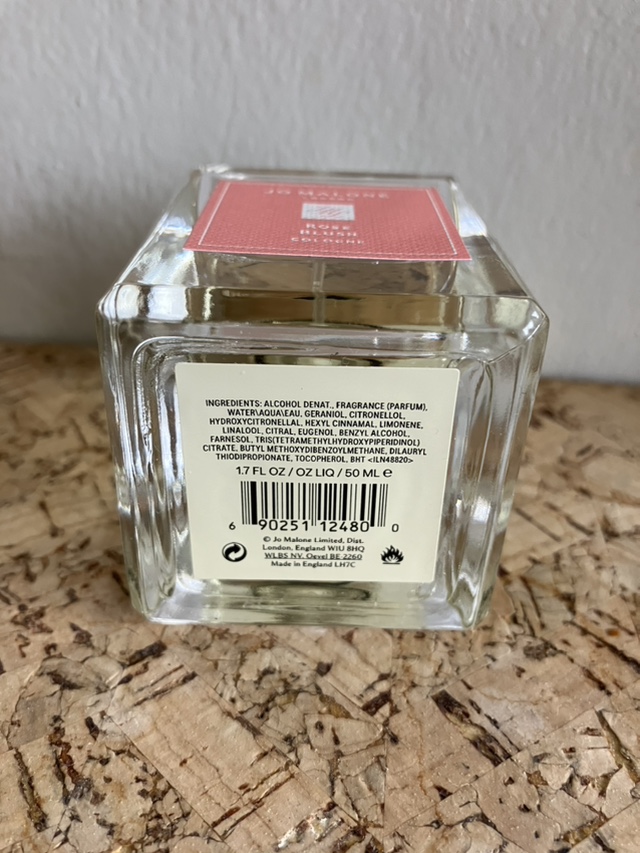 JO MALONE
LONDON
ROSE
BLUSH
COLOGNE
INGREDIENTS: ALCOHOL DENAT., FRAGRANCE (PARFUM),
WATER\AQUA\EAU, GERANIOL, CITRONELLOL,
HYDROXYCITRONELLAL, HEXYL CINNAMAL, LIMONENE,
LINALOOL, CITRAL, EUGENOL, BENZYL ALCOHOL,
FARNESOL, TRIS(TETRAMETHYLHYDROXYPIPERIDINOL)
CITRATE, BUTYL METHOXYDIBENZOYLMETHANE, DILAURYL
THIODIPROPIONATE, TOCOPHEROL, BHT <ILN48820>
1.7 FL OZ / OZ LIQ / 50 ML ℮
6 90251 12480 0
© Jo Malone Limited, Dist.
London, England W1U 8HQ
WLBS NV. Oevel BE-2260
Made in England LH7C